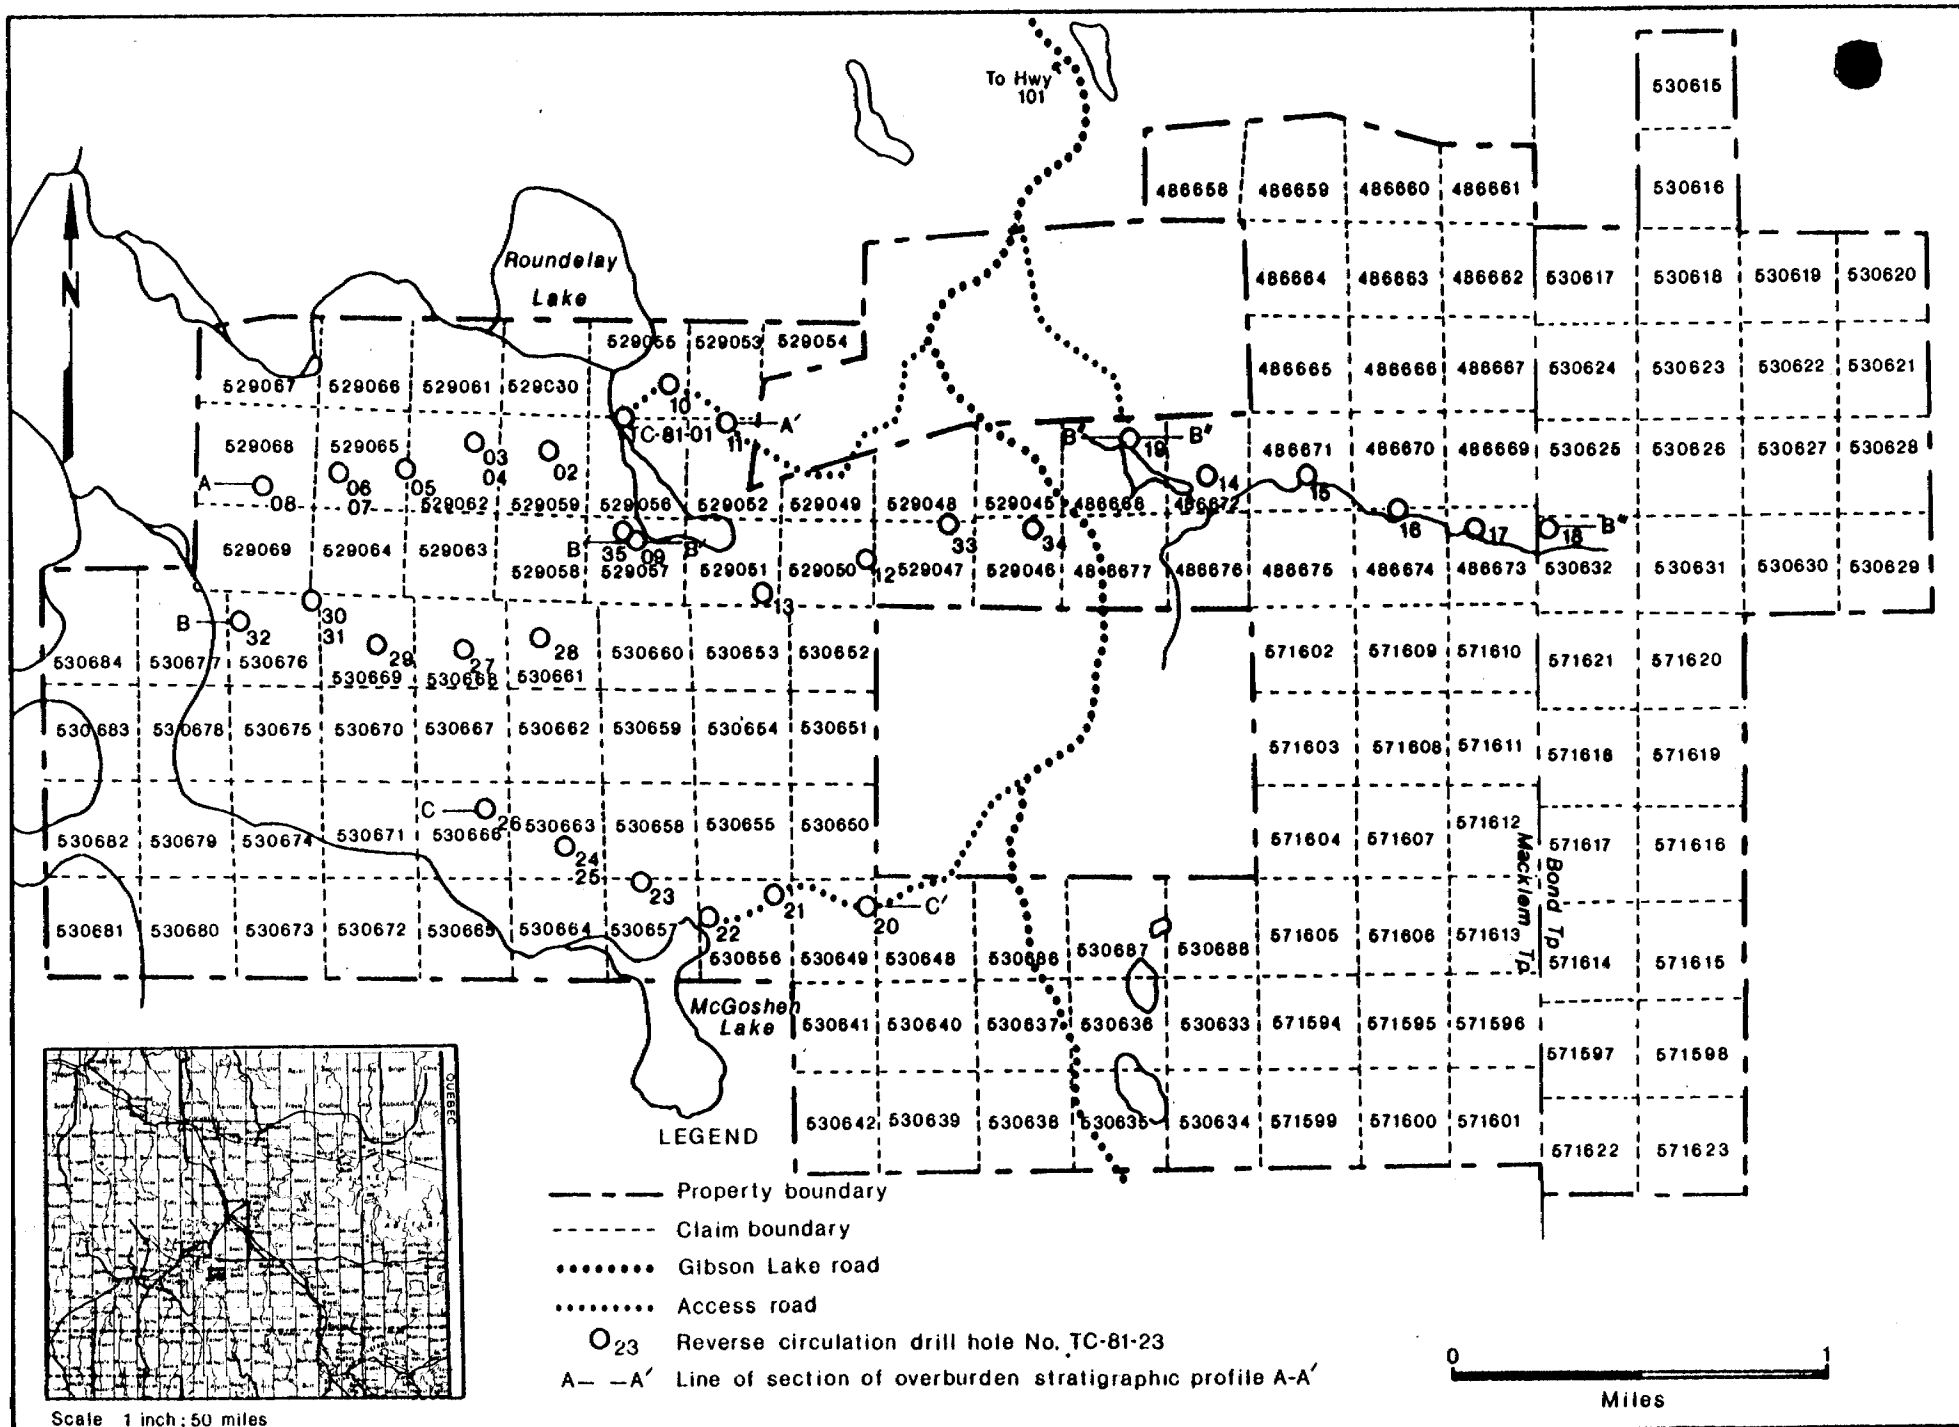 To Hwy
101
N
Roundelay
Lake
530615
530616
486658 486659 486660 486661
486664 486663 486662 530617 530618 530619 530620
529055 529053 529054
486665 486666 486667 530624 530623 530622 530621
529067 529066 529061 529030
10
TC-81-01 11 A'
529068 529065 03 04 02
B' 19 B"
486671 486670 486669 530625 530626 530627 530628
A 08 06 07 05
14 15
529062 529059 529056 529052 529049 529048 529045 486668 486672
16 17 18 B"
529069 529064 529063 B 35 09 B' 33 34
529058 529057 529051 529050 12 529047 529046 486677 486676 486675 486674 486673 530632 530631 530630 530629
13
B 32 30 31 29 27 28
530684 530677 530676 530669 530668 530661 530660 530653 530652 571602 571609 571610 571621 571620
530683 530678 530675 530670 530667 530662 530659 530654 530651 571603 571608 571611 571618 571619
C 26
530682 530679 530674 530671 530666 530663 530658 530655 530650 571604 571607 571612 571617 571616
24 25 23
Macklem Tp
Bond Tp
22 21 20 C'
530681 530680 530673 530672 530665 530664 530657 530656 530649 530648 530686 530687 530688 571605 571606 571613 571614 571615
McGoshen
Lake
530641 530640 530637 530636 530633 571594 571595 571596 571597 571598
530642 530639 530638 530635 530634 571599 571600 571601 571622 571623
QUEBEC
Scale 1 inch : 50 miles
LEGEND
Property boundary
Claim boundary
Gibson Lake road
Access road
23 Reverse circulation drill hole No. TC-81-23
A— —A' Line of section of overburden stratigraphic profile A-A'
0 1
Miles